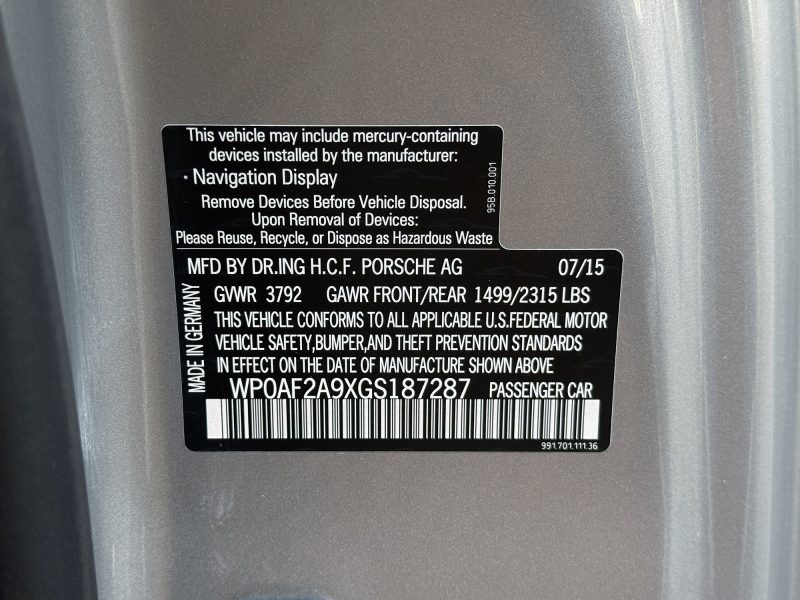 This vehicle may include mercury-containing
devices installed by the manufacturer:
· Navigation Display
Remove Devices Before Vehicle Disposal.
Upon Removal of Devices:
Please Reuse, Recycle, or Dispose as Hazardous Waste
95B.010.001
MFD BY DR.ING H.C.F. PORSCHE AG 07/15
GVWR 3792 GAWR FRONT/REAR 1499/2315 LBS
THIS VEHICLE CONFORMS TO ALL APPLICABLE U.S.FEDERAL MOTOR
VEHICLE SAFETY,BUMPER,AND THEFT PREVENTION STANDARDS
IN EFFECT ON THE DATE OF MANUFACTURE SHOWN ABOVE
WP0AF2A9XGS187287 PASSENGER CAR
MADE IN GERMANY
991.701.111.36